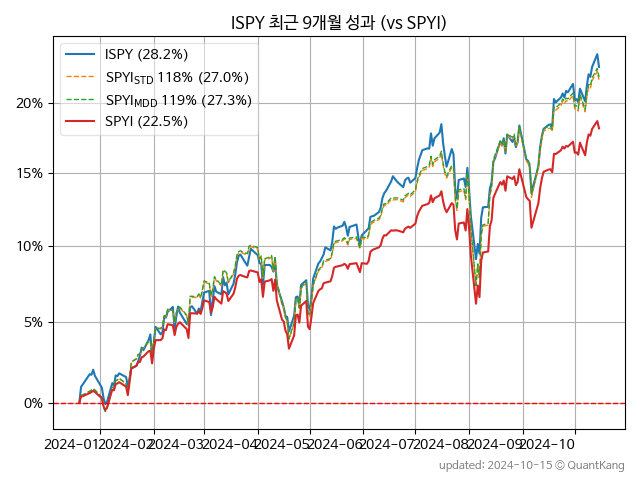 ISPY 최근 9개월 성과 (vs SPYI)
ISPY (28.2%)
SPYI_STD 118% (27.0%)
SPYI_MDD 119% (27.3%)
SPYI (22.5%)
20%
15%
10%
5%
0%
2024-01 2024-02 2024-03 2024-04 2024-05 2024-06 2024-07 2024-08 2024-09 2024-10
updated: 2024-10-15 © QuantKang